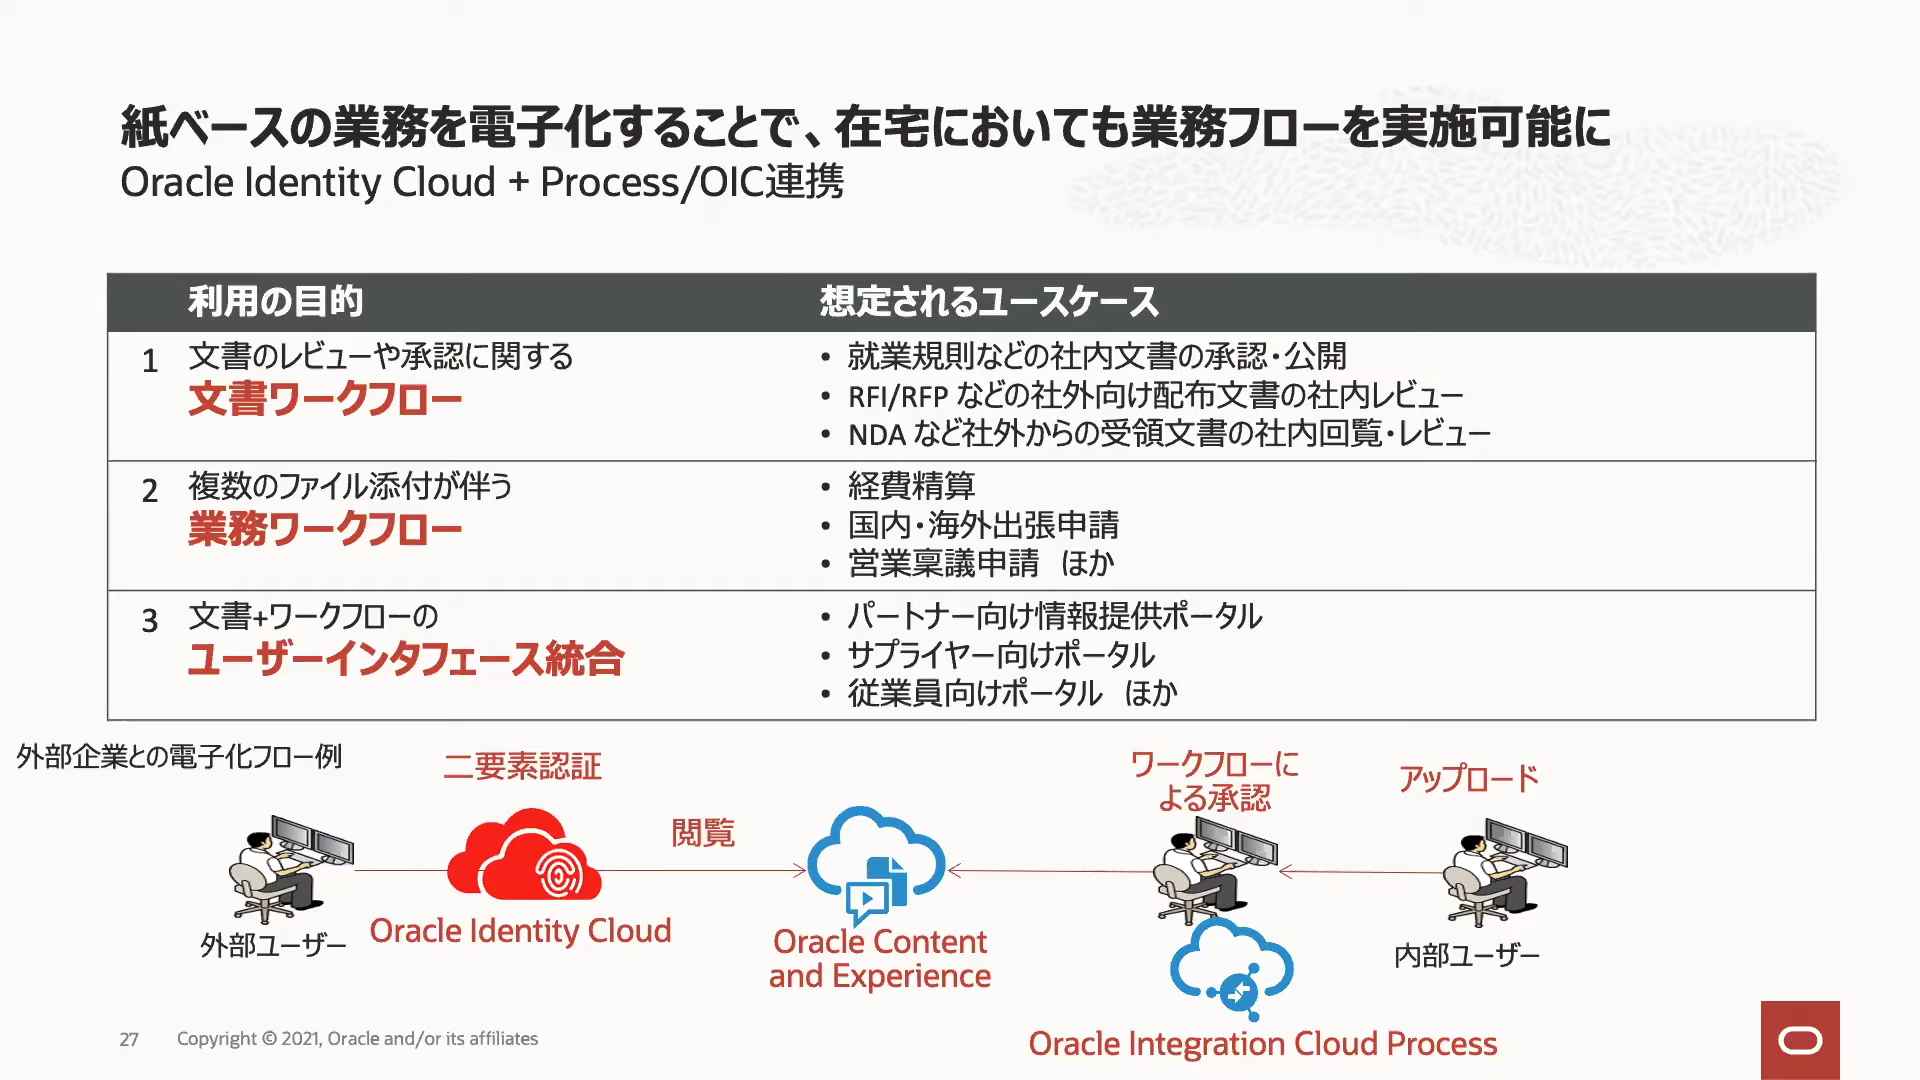 紙ベースの業務を電子化することで、在宅においても業務フローを実施可能に
Oracle Identity Cloud + Process/OIC連携
利用の目的 想定されるユースケース
1 文書のレビューや承認に関する
文書ワークフロー
• 就業規則などの社内文書の承認・公開
• RFI/RFP などの社外向け配布文書の社内レビュー
• NDA など社外からの受領文書の社内回覧・レビュー
2 複数のファイル添付が伴う
業務ワークフロー
• 経費精算
• 国内・海外出張申請
• 営業稟議申請 ほか
3 文書+ワークフローの
ユーザーインタフェース統合
• パートナー向け情報提供ポータル
• サプライヤー向けポータル
• 従業員向けポータル ほか
外部企業との電子化フロー例
二要素認証
閲覧
ワークフローに
よる承認
アップロード
外部ユーザー
Oracle Identity Cloud
Oracle Content
and Experience
内部ユーザー
Oracle Integration Cloud Process
27 Copyright © 2021, Oracle and/or its affiliates